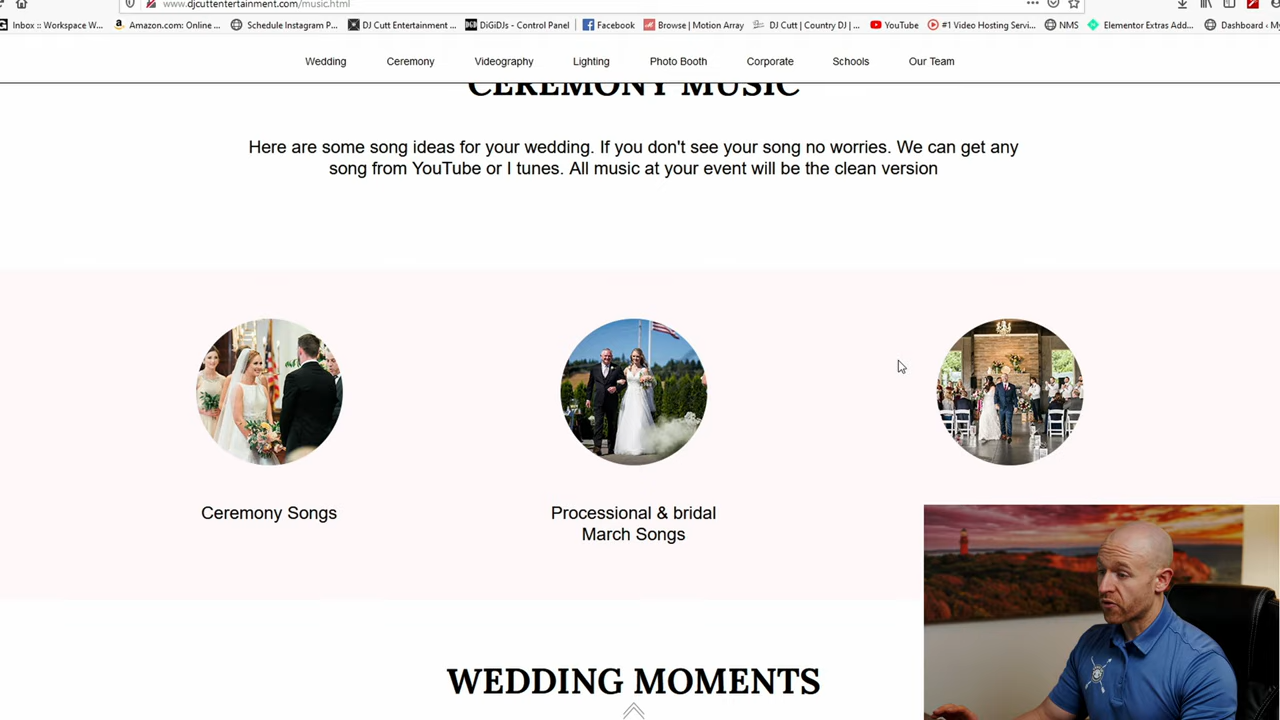 www.djcuttentertainment.com/music.html
Inbox :: Workspace W... Amazon.com: Online ... Schedule Instagram P... DJ Cutt Entertainment ... DiGiDJs - Control Panel Facebook Browse | Motion Array DJ Cutt | Country DJ | ... YouTube #1 Video Hosting Servi... NMS Elementor Extras Add... Dashboard ‹
Wedding Ceremony Videography Lighting Photo Booth Corporate Schools Our Team
CEREMONY MUSIC
Here are some song ideas for your wedding. If you don't see your song no worries. We can get any
song from YouTube or I tunes. All music at your event will be the clean version
Ceremony Songs
Processional & bridal
March Songs
WEDDING MOMENTS